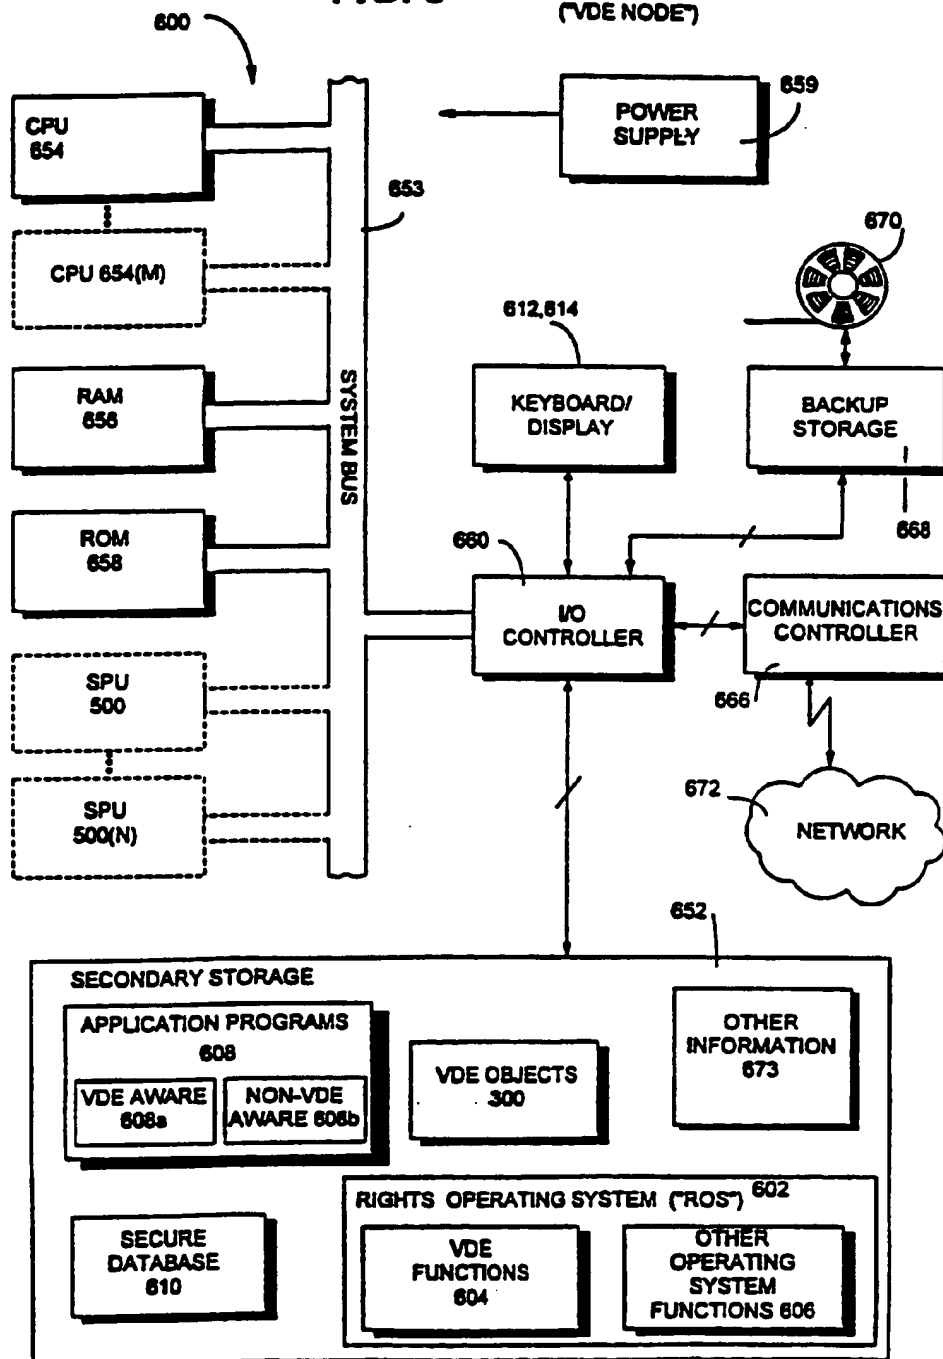 ("VDE NODE")
600
CPU
654
CPU 654(M)
RAM
656
ROM
658
SPU
500
SPU
500(N)
SYSTEM BUS
653
POWER
SUPPLY
659
670
612,614
KEYBOARD/
DISPLAY
BACKUP
STORAGE
668
660
I/O
CONTROLLER
COMMUNICATIONS
CONTROLLER
666
672
NETWORK
652
SECONDARY STORAGE
APPLICATION PROGRAMS
608
VDE AWARE
608a
NON-VDE
AWARE 608b
VDE OBJECTS
300
OTHER
INFORMATION
673
SECURE
DATABASE
610
RIGHTS OPERATING SYSTEM ("ROS") 602
VDE
FUNCTIONS
604
OTHER
OPERATING
SYSTEM
FUNCTIONS 606